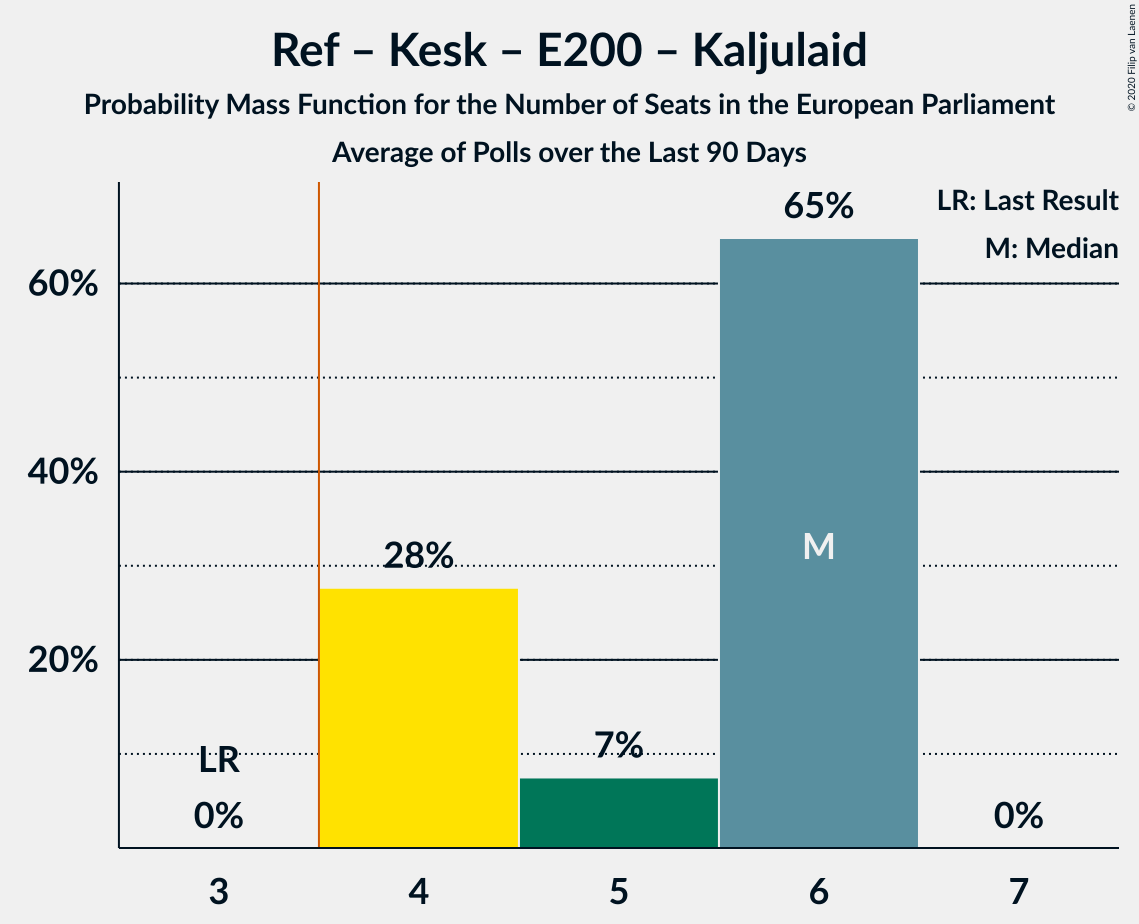 Ref – Kesk – E200 – Kaljulaid
Probability Mass Function for the Number of Seats in the European Parliament
Average of Polls over the Last 90 Days
© 2020 Filip van Laenen
LR: Last Result
M: Median
65%
60%
40%
M
28%
20%
7%
LR
0%
0%
3 4 5 6 7